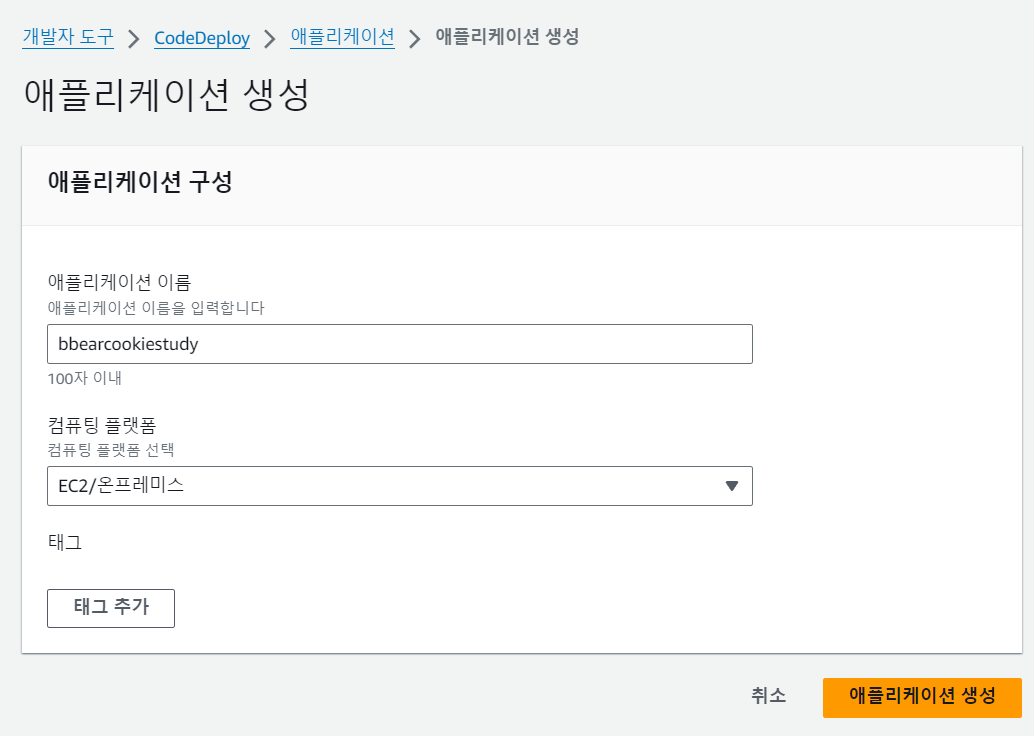 개발자 도구 > CodeDeploy > 애플리케이션 > 애플리케이션 생성
애플리케이션 생성
애플리케이션 구성
애플리케이션 이름
애플리케이션 이름을 입력합니다
bbearcookiestudy
100자 이내
컴퓨팅 플랫폼
컴퓨팅 플랫폼 선택
EC2/온프레미스
태그
태그 추가
취소 애플리케이션 생성